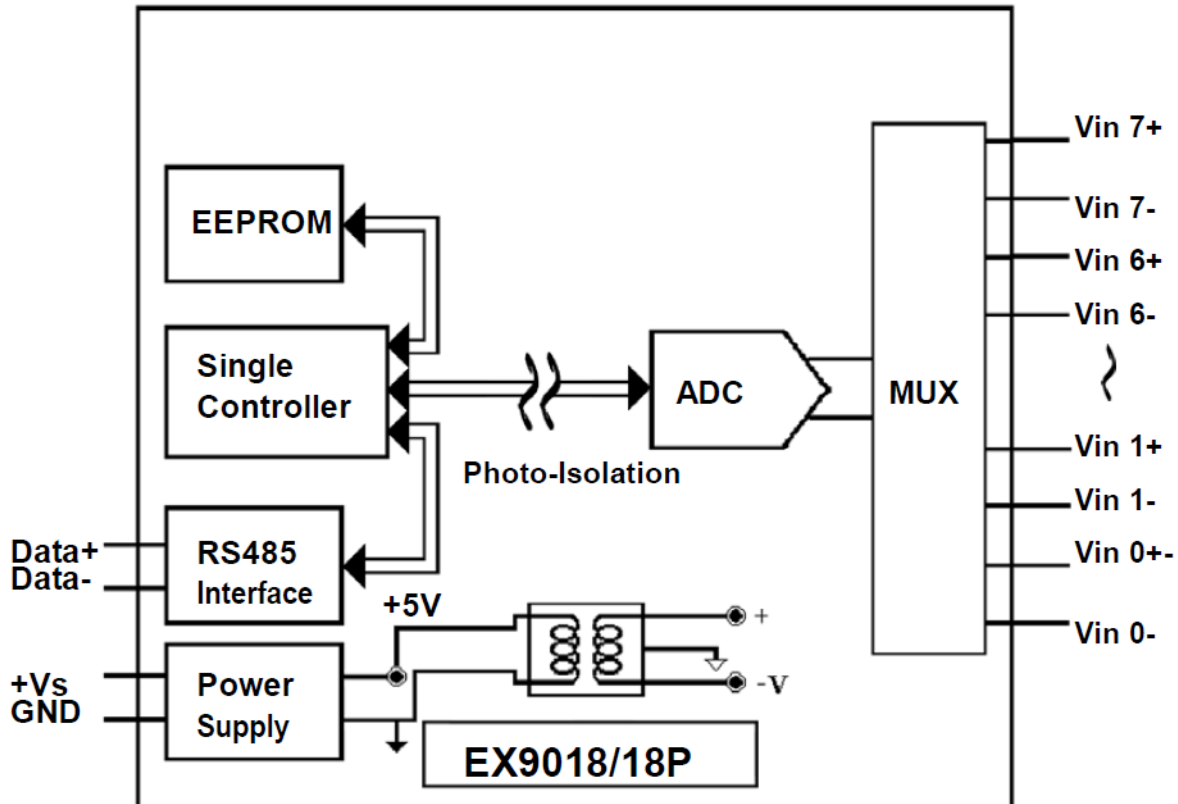 Vin 7+
EEPROM
Vin 7-
Vin 6+
Vin 6-
Single
Controller
ADC
MUX
Photo-Isolation
Vin 1+
Vin 1-
Data+
Data-
RS485
Interface
Vin 0+-
+5V
+
Vin 0-
+Vs
GND
Power
Supply
-V
EX9018/18P